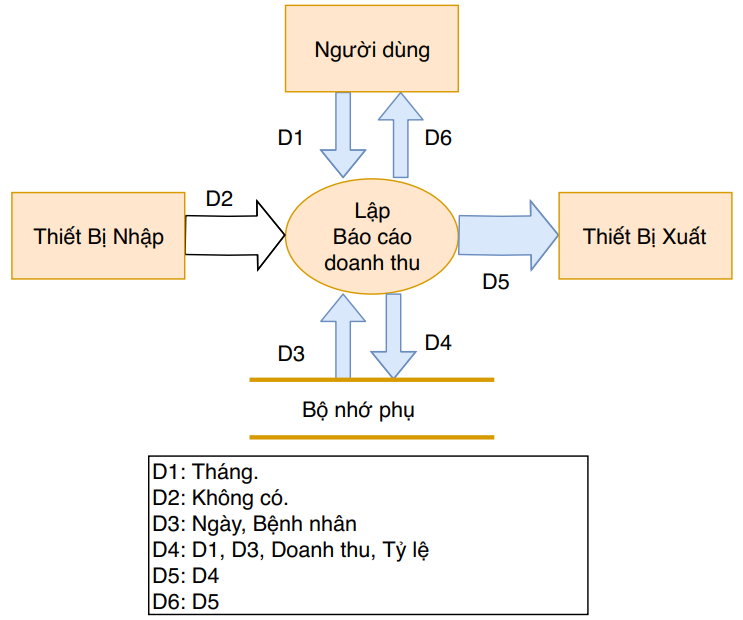 Người dùng
D1
D6
D2
Thiết Bị Nhập
Lập
Báo cáo
doanh thu
Thiết Bị Xuất
D5
D3
D4
Bộ nhớ phụ
D1: Tháng.
D2: Không có.
D3: Ngày, Bệnh nhân
D4: D1, D3, Doanh thu, Tỷ lệ
D5: D4
D6: D5